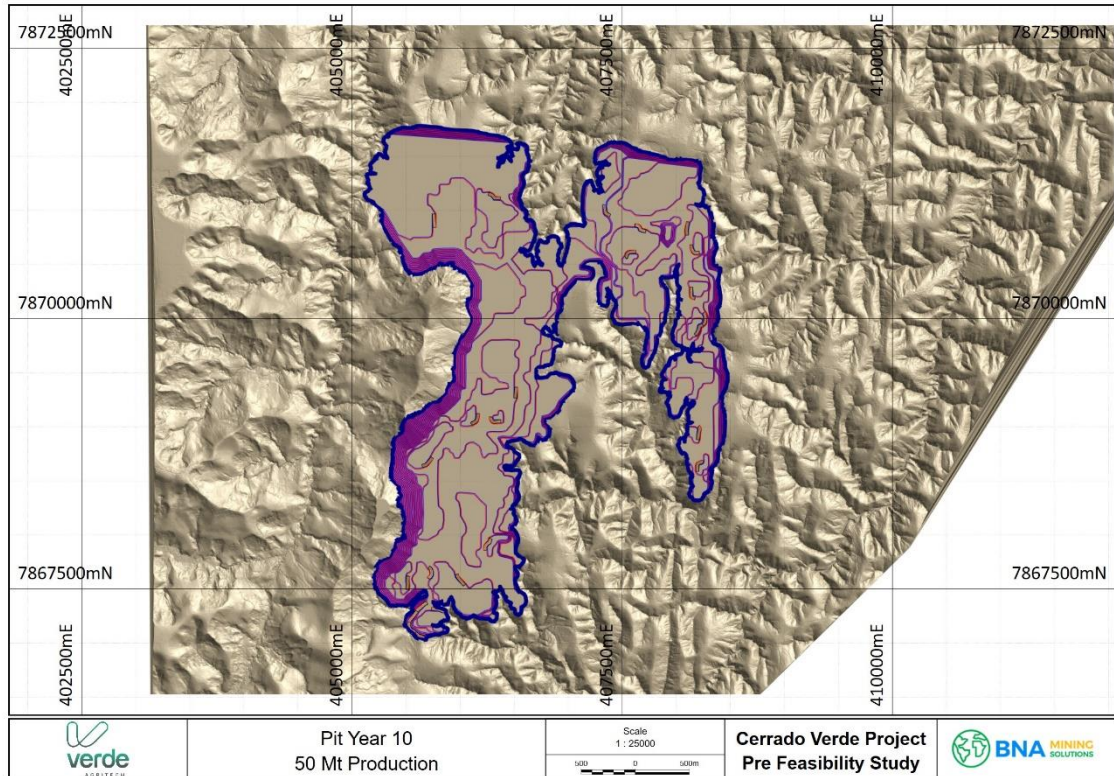 402500mE
405000mE
407500mE
410000mE
7872500mN
7872500mN
7870000mN
7870000mN
7867500mN
7867500mN
402500mE
405000mE
407500mE
410000mE
verde
AGRITECH
Pit Year 10
50 Mt Production
Scale
1 : 25000
500
0
500m
Cerrado Verde Project
Pre Feasibility Study
BNA MINING
SOLUTIONS